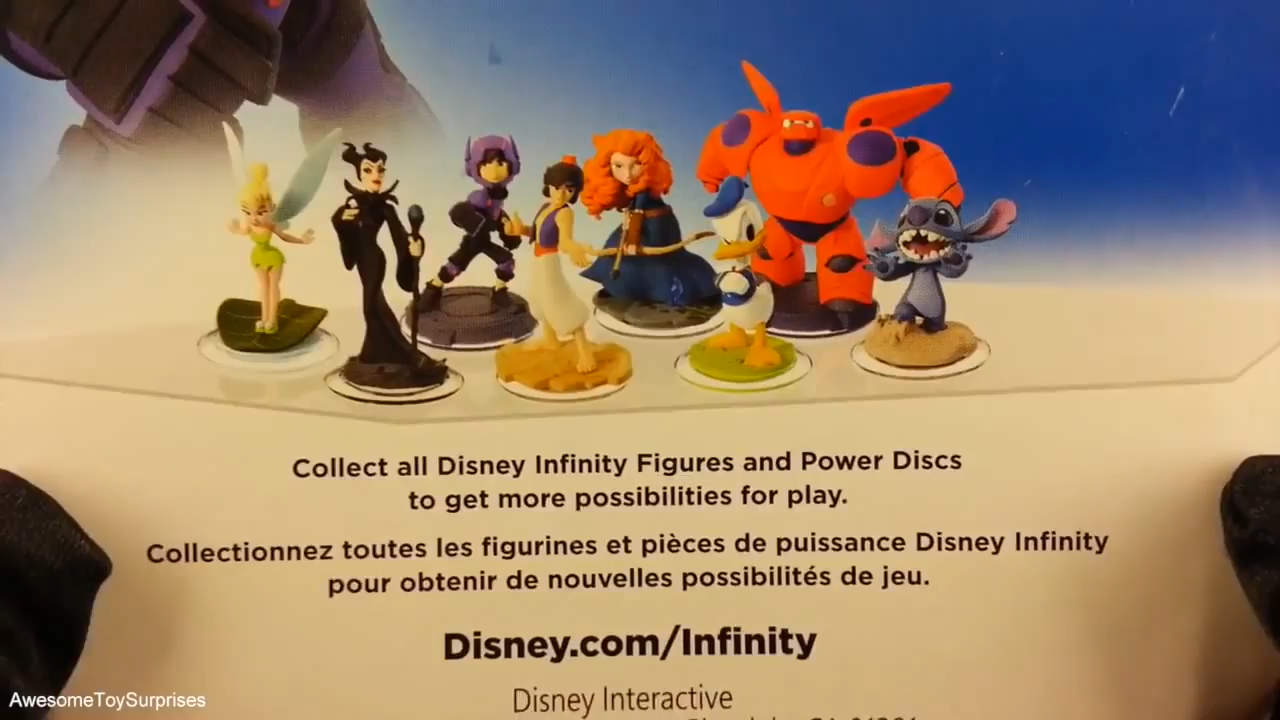 Collect all Disney Infinity Figures and Power Discs
to get more possibilities for play.
Collectionnez toutes les figurines et pièces de puissance Disney Infinity
pour obtenir de nouvelles possibilités de jeu.
Disney.com/Infinity
Disney Interactive
AwesomeToySurprises